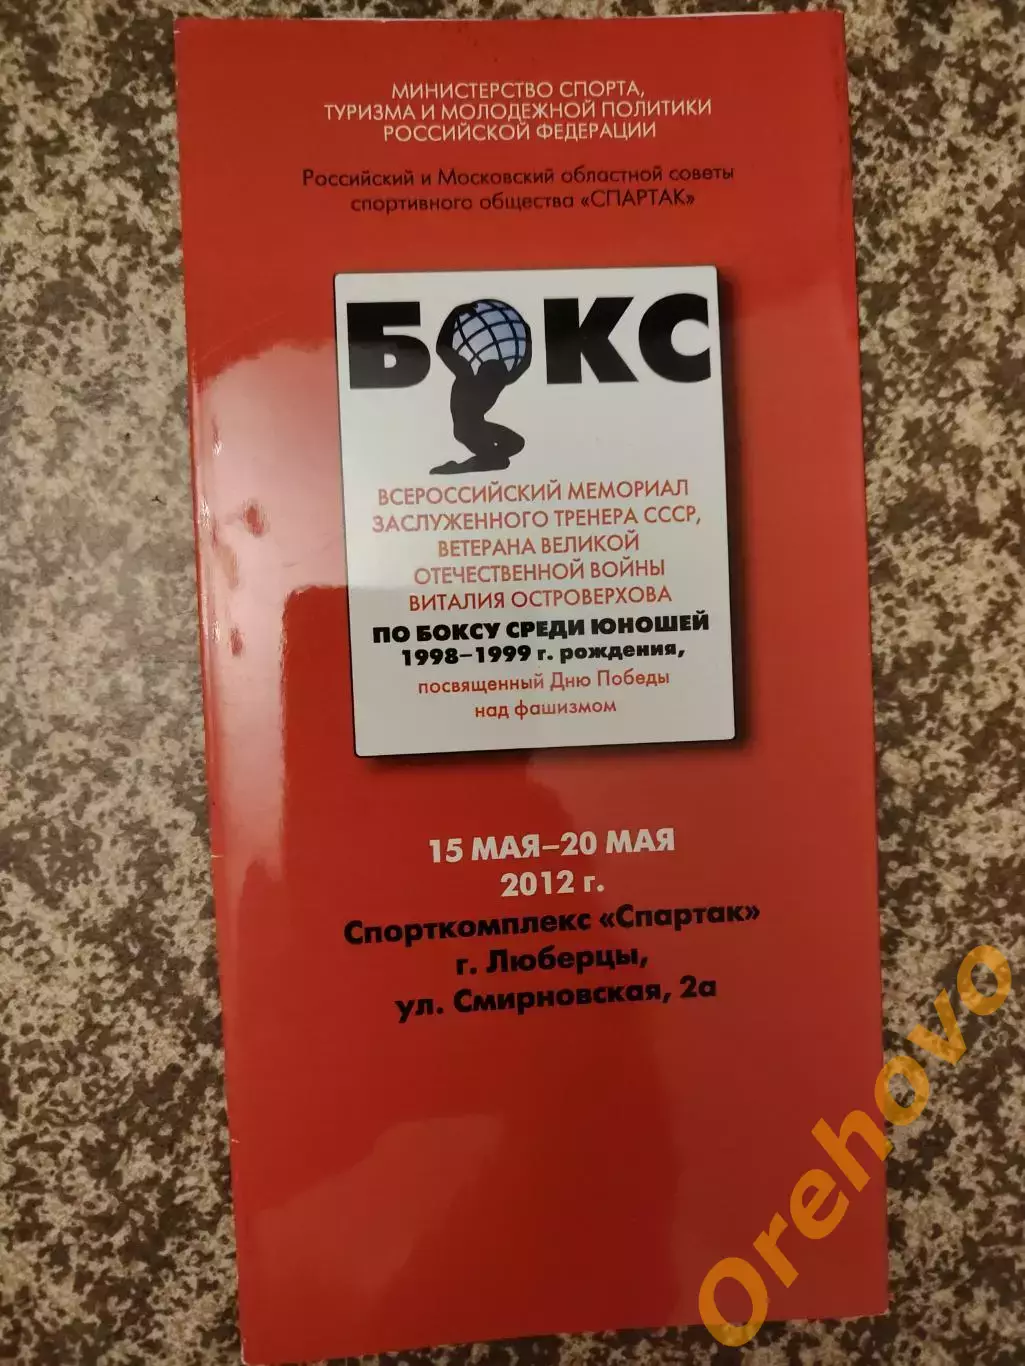 МИНИСТЕРСТВО СПОРТА,
ТУРИЗМА И МОЛОДЕЖНОЙ ПОЛИТИКИ
РОССИЙСКОЙ ФЕДЕРАЦИИ
Российский и Московский областной советы
спортивного общества «СПАРТАК»
БОКС
ВСЕРОССИЙСКИЙ МЕМОРИАЛ
ЗАСЛУЖЕННОГО ТРЕНЕРА СССР,
ВЕТЕРАНА ВЕЛИКОЙ
ОТЕЧЕСТВЕННОЙ ВОЙНЫ
ВИТАЛИЯ ОСТРОВЕРХОВА
ПО БОКСУ СРЕДИ ЮНОШЕЙ
1998–1999 г. рождения,
посвященный Дню Победы
над фашизмом
15 МАЯ–20 МАЯ
2012 г.
Спорткомплекс «Спартак»
г. Люберцы,
ул. Смирновская, 2а
Orehovo